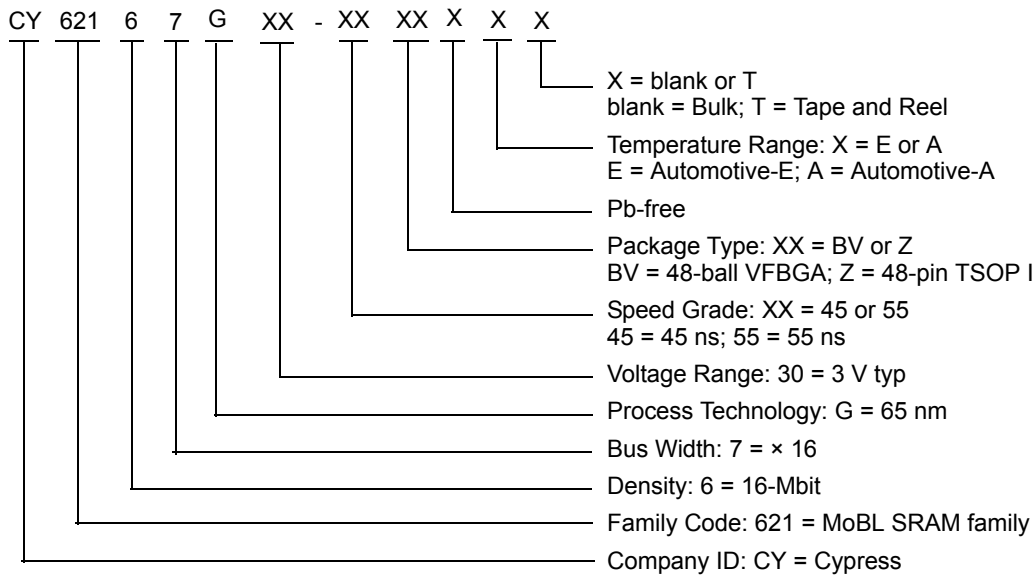 CY 621 6 7 G XX - XX XX X X X
X = blank or T
blank = Bulk; T = Tape and Reel
Temperature Range: X = E or A
E = Automotive-E; A = Automotive-A
Pb-free
Package Type: XX = BV or Z
BV = 48-ball VFBGA; Z = 48-pin TSOP I
Speed Grade: XX = 45 or 55
45 = 45 ns; 55 = 55 ns
Voltage Range: 30 = 3 V typ
Process Technology: G = 65 nm
Bus Width: 7 = × 16
Density: 6 = 16-Mbit
Family Code: 621 = MoBL SRAM family
Company ID: CY = Cypress